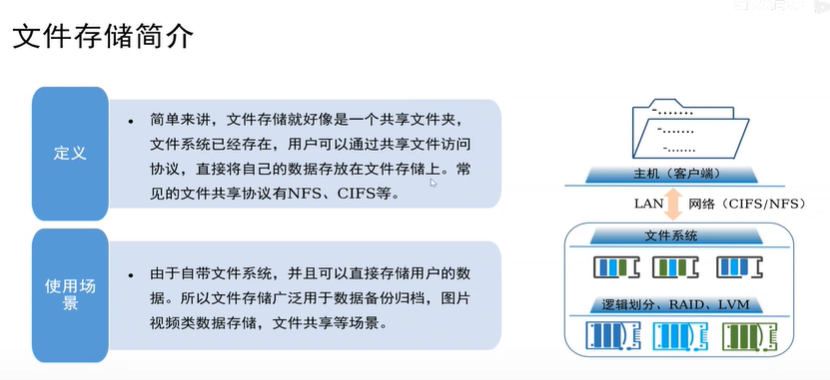 文件存储简介
定义
• 简单来讲，文件存储就好像是一个共享文件夹，
文件系统已经存在，用户可以通过共享文件访问
协议，直接将自己的数据存放在文件存储上。常
见的文件共享协议有NFS、CIFS等。
使用场
景
• 由于自带文件系统，并且可以直接存储用户的数
据。所以文件存储广泛用于数据备份归档，图片
视频类数据存储，文件共享等场景。
主机（客户端）
LAN 网络（CIFS/NFS）
文件系统
逻辑划分、RAID、LVM